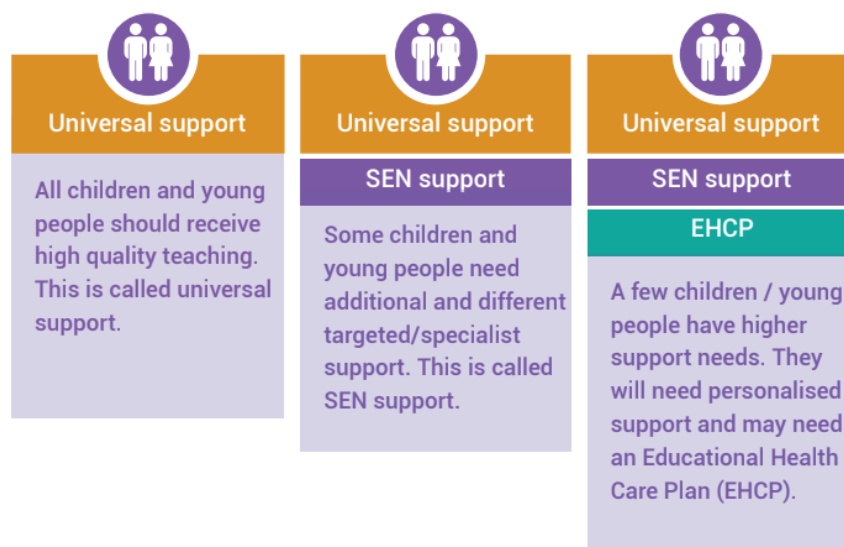 Universal support
All children and young
people should receive
high quality teaching.
This is called universal
support.
Universal support
SEN support
Some children and
young people need
additional and different
targeted/specialist
support. This is called
SEN support.
Universal support
SEN support
EHCP
A few children / young
people have higher
support needs. They
will need personalised
support and may need
an Educational Health
Care Plan (EHCP).